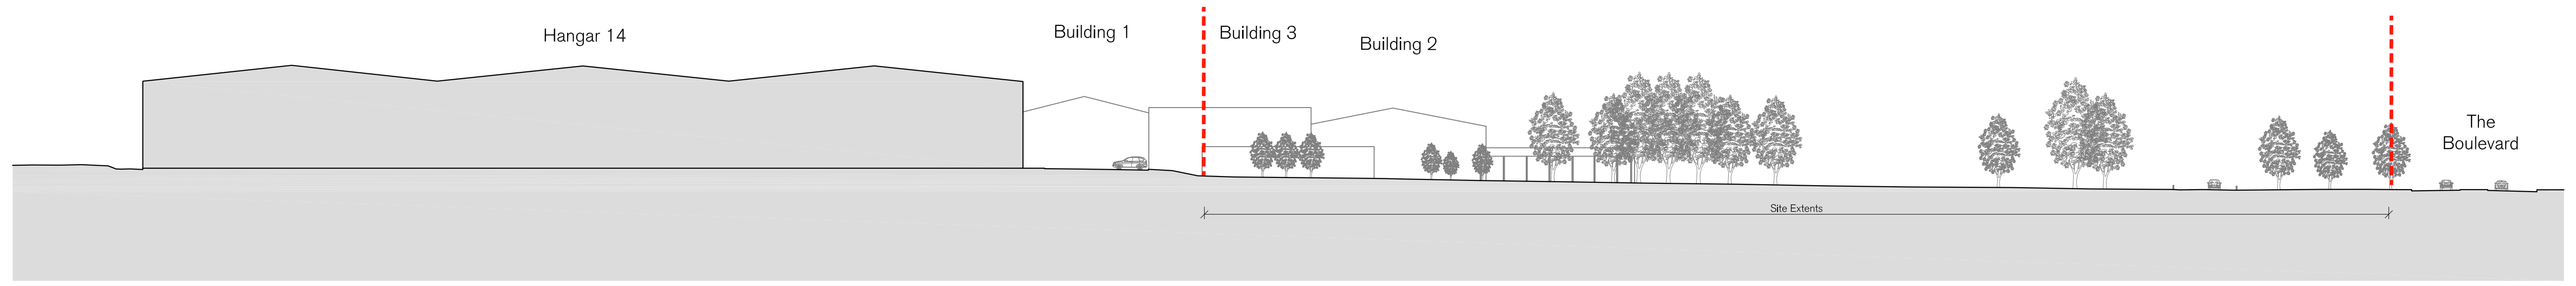 Hangar 14
Building 1
Building 3
Building 2
The
Boulevard
Site Extents